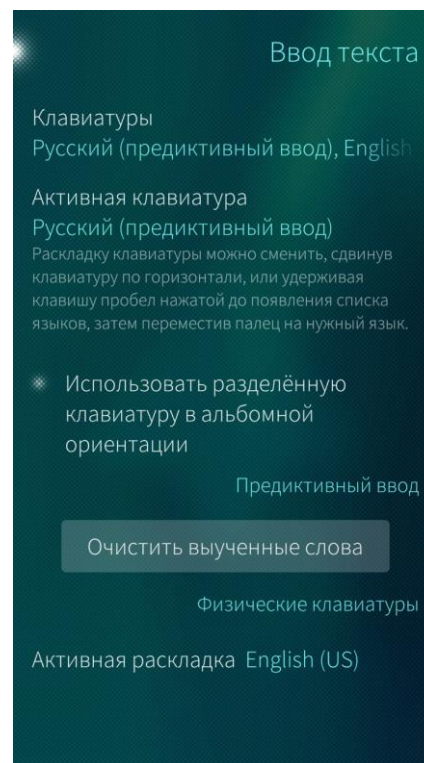 Ввод текста
Клавиатуры
Русский (предиктивный ввод), English
Активная клавиатура
Русский (предиктивный ввод)
Раскладку клавиатуры можно сменить, сдвинув
клавиатуру по горизонтали, или удерживая
клавишу пробел нажатой до появления списка
языков, затем переместив палец на нужный язык.
Использовать разделённую
клавиатуру в альбомной
ориентации
Предиктивный ввод
Очистить выученные слова
Физические клавиатуры
Активная раскладка English (US)